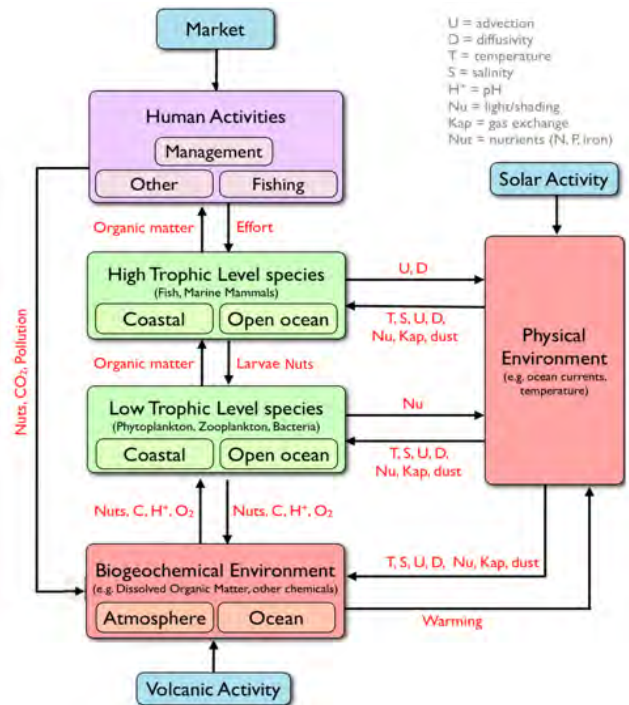 Market
U = advection
D = diffusivity
T = temperature
S = salinity
H⁺ = pH
Nu = light/shading
Kap = gas exchange
Nut = nutrients (N, P, iron)
Human Activities
Management
Other
Fishing
Solar Activity
Organic matter
Effort
High Trophic Level species
(Fish, Marine Mammals)
Coastal
Open ocean
U, D
T, S, U, D,
Nu, Kap, dust
Physical
Environment
(e.g. ocean currents,
temperature)
Nuts, CO₂, Pollution
Organic matter
Larvae Nuts
Low Trophic Level species
(Phytoplankton, Zooplankton, Bacteria)
Coastal
Open ocean
Nu
T, S, U, D,
Nu, Kap, dust
Nuts, C, H⁺, O₂
Nuts, C, H⁺, O₂
Biogeochemical Environment
(e.g. Dissolved Organic Matter, other chemicals)
Atmosphere
Ocean
T, S, U, D, Nu, Kap, dust
Warming
Volcanic Activity